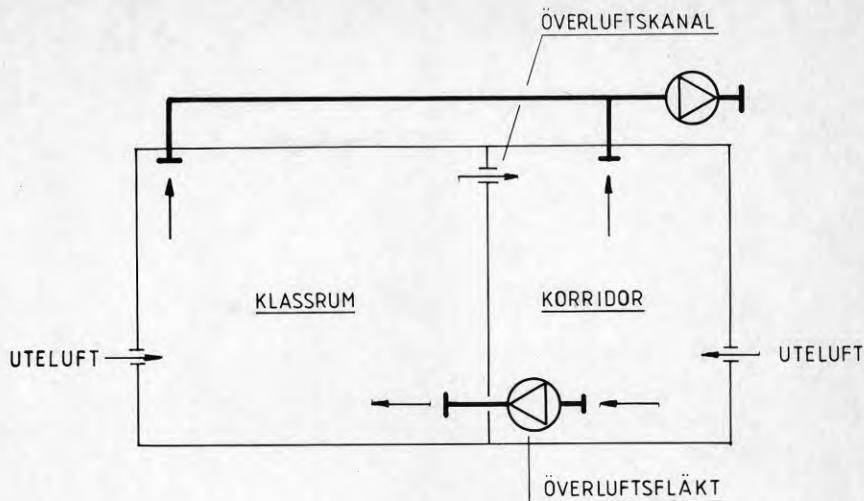 ÖVERLUFTSKANAL
KLASSRUM
KORRIDOR
UTELUFT
UTELUFT
ÖVERLUFTSFLÄKT